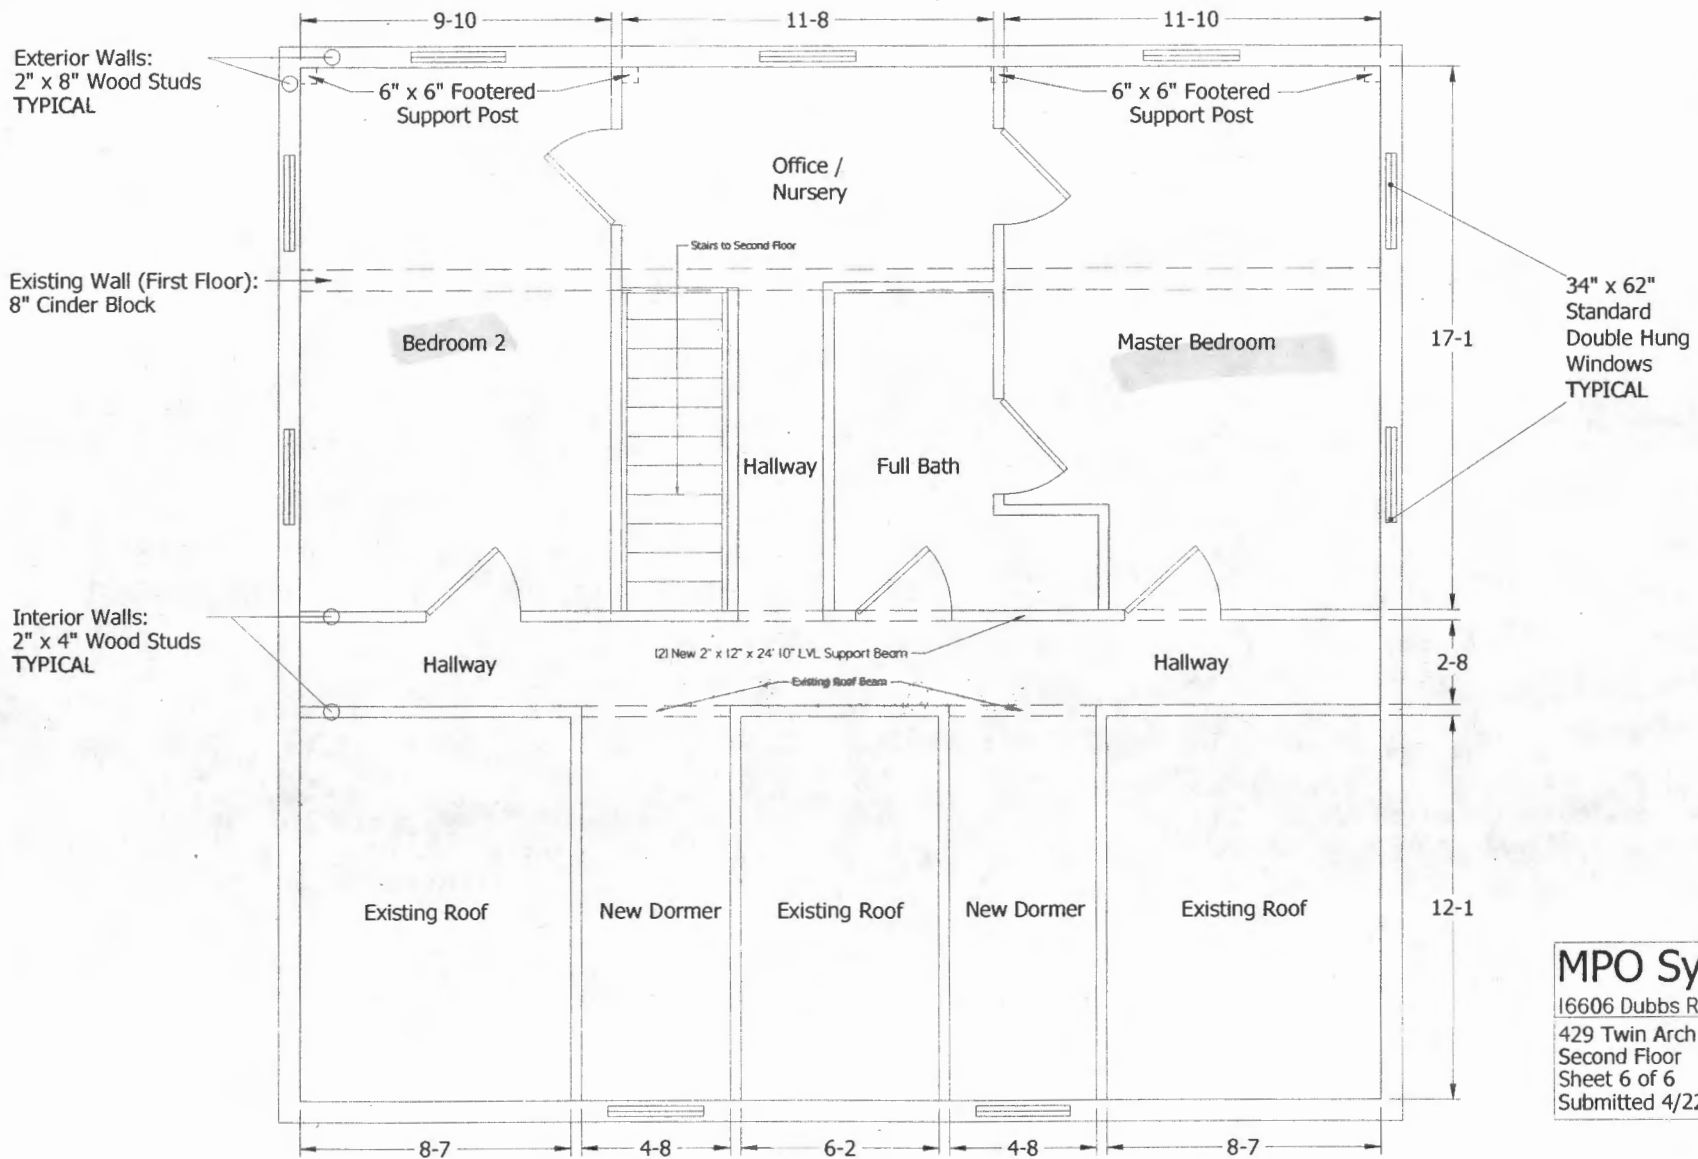 9-10
11-8
11-10
Exterior Walls:
2" x 8" Wood Studs
TYPICAL
6" x 6" Footered
Support Post
6" x 6" Footered
Support Post
Office /
Nursery
Stairs to Second Floor
Existing Wall (First Floor):
8" Cinder Block
34" x 62"
Standard
Double Hung
Windows
TYPICAL
Bedroom 2
Master Bedroom
17-1
Hallway
Full Bath
Interior Walls:
2" x 4" Wood Studs
TYPICAL
Hallway
(2) New 2" x 12" x 24' 10" LVL Support Beam
Hallway
2-8
Existing Roof Beam
Existing Roof
New Dormer
Existing Roof
New Dormer
Existing Roof
12-1
MPO Sy
16606 Dubbs R
429 Twin Arch
Second Floor
Sheet 6 of 6
Submitted 4/22
8-7
4-8
6-2
4-8
8-7